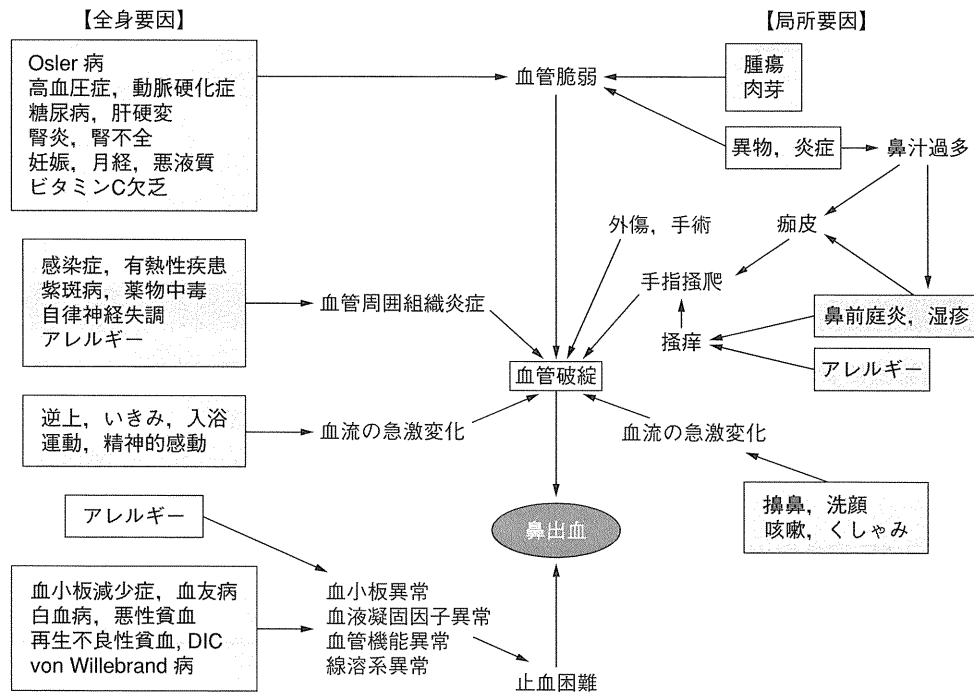 【全身要因】
【局所要因】
Osler 病
高血圧症，動脈硬化症
糖尿病，肝硬変
腎炎，腎不全
妊娠，月経，悪液質
ビタミンC欠乏
血管脆弱
腫瘍
肉芽
異物，炎症
鼻汁過多
外傷，手術
痂皮
感染症，有熱性疾患
紫斑病，薬物中毒
自律神経失調
アレルギー
血管周囲組織炎症
手指掻爬
鼻前庭炎，湿疹
掻痒
アレルギー
血管破綻
逆上，いきみ，入浴
運動，精神的感動
血流の急激変化
血流の急激変化
擤鼻，洗顔
咳嗽，くしゃみ
アレルギー
鼻出血
血小板減少症，血友病
白血病，悪性貧血
再生不良性貧血, DIC
von Willebrand 病
血小板異常
血液凝固因子異常
血管機能異常
線溶系異常
止血困難